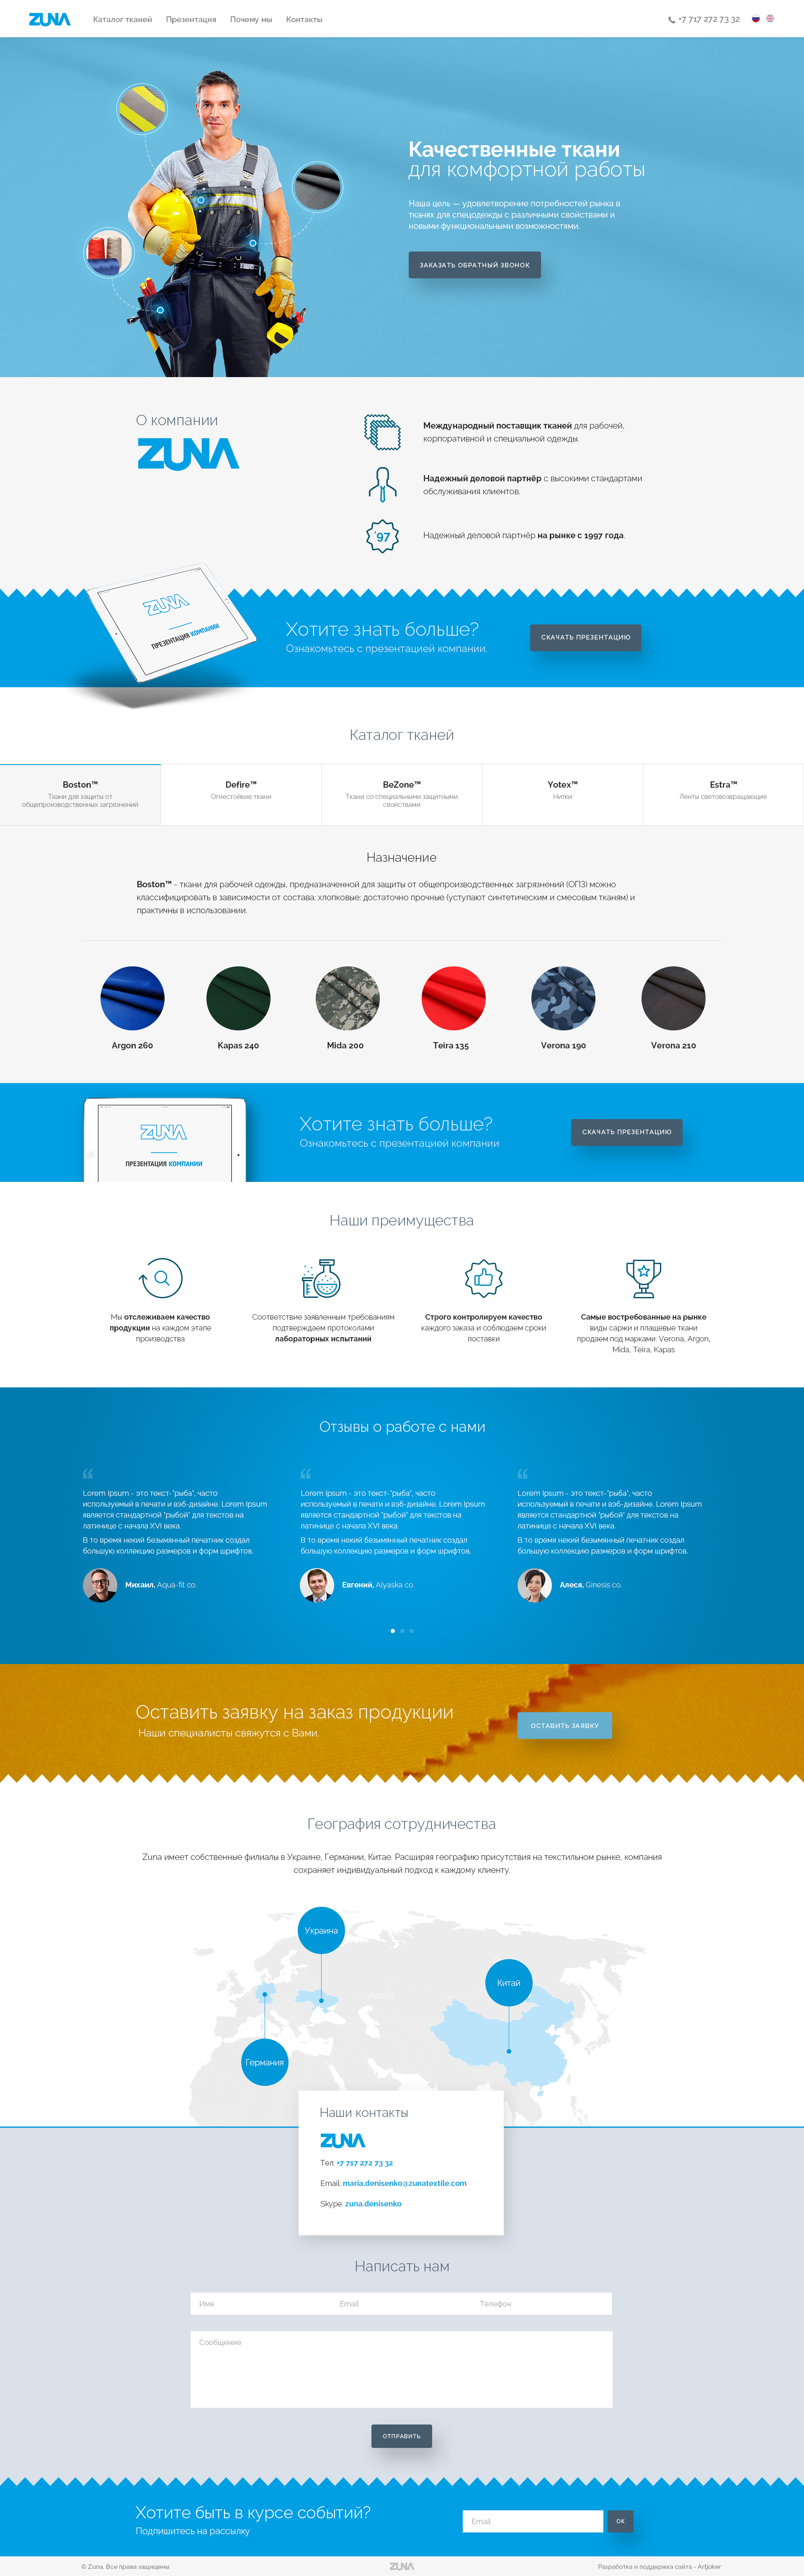 ZUNA
Каталог тканей
Презентация
Почему мы
Контакты
+7 717 272 73 32
Качественные ткани
для комфортной работы
Наша цель — удовлетворение потребностей рынка в
тканях для спецодежды с различными свойствами и
новыми функциональными возможностями.
ЗАКАЗАТЬ ОБРАТНЫЙ ЗВОНОК
О компании
ZUNA
Международный поставщик тканей для рабочей,
корпоративной и специальной одежды.
Надежный деловой партнёр с высокими стандартами
обслуживания клиентов.
'97
Надежный деловой партнёр на рынке с 1997 года.
ZUNA
ПРЕЗЕНТАЦИЯ КОМПАНИИ
Хотите знать больше?
Ознакомьтесь с презентацией компании.
СКАЧАТЬ ПРЕЗЕНТАЦИЮ
Каталог тканей
Boston™
Ткани для защиты от
общепроизводственных загрязнений
Defire™
Огнестойкие ткани
BeZone™
Ткани со специальными защитными
свойствами
Yotex™
Нитки
Estra™
Ленты световозвращающие
Назначение
Boston™ - ткани для рабочей одежды, предназначенной для защиты от общепроизводственных загрязнений (ОПЗ) можно
классифицировать в зависимости от состава: хлопковые: достаточно прочные (уступают синтетическим и смесовым тканям) и
практичны в использовании.
Argon 260
Kapas 240
Mida 200
Teira 135
Verona 190
Verona 210
ZUNA
ПРЕЗЕНТАЦИЯ КОМПАНИИ
Хотите знать больше?
Ознакомьтесь с презентацией компании
СКАЧАТЬ ПРЕЗЕНТАЦИЮ
Наши преимущества
Мы отслеживаем качество
продукции на каждом этапе
производства
Соответствие заявленным требованиям
подтверждаем протоколами
лабораторных испытаний
Строго контролируем качество
каждого заказа и соблюдаем сроки
поставки
Самые востребованные на рынке
виды саржи и плащевые ткани
продаем под марками: Verona, Argon,
Mida, Teira, Kapas
Отзывы о работе с нами
Lorem Ipsum - это текст-"рыба", часто
используемый в печати и вэб-дизайне. Lorem Ipsum
является стандартной "рыбой" для текстов на
латинице с начала XVI века.
В то время некий безымянный печатник создал
большую коллекцию размеров и форм шрифтов.
Михаил, Aqua-fit co.
Lorem Ipsum - это текст-"рыба", часто
используемый в печати и вэб-дизайне. Lorem Ipsum
является стандартной "рыбой" для текстов на
латинице с начала XVI века.
В то время некий безымянный печатник создал
большую коллекцию размеров и форм шрифтов.
Евгений, Alyaska co.
Lorem Ipsum - это текст-"рыба", часто
используемый в печати и вэб-дизайне. Lorem Ipsum
является стандартной "рыбой" для текстов на
латинице с начала XVI века.
В то время некий безымянный печатник создал
большую коллекцию размеров и форм шрифтов.
Алеся, Ginesis co.
Оставить заявку на заказ продукции
Наши специалисты свяжутся с Вами.
ОСТАВИТЬ ЗАЯВКУ
География сотрудничества
Zuna имеет собственные филиалы в Украине, Германии, Китае. Расширяя географию присутствия на текстильном рынке, компания
сохраняет индивидуальный подход к каждому клиенту.
Украина
Китай
Германия
Наши контакты
ZUNA
Тел: +7 717 272 73 32
Email: maria.denisenko@zunatextile.com
Skype: zuna.denisenko
Написать нам
Имя
Email
Телефон
Сообщение
ОТПРАВИТЬ
Хотите быть в курсе событий?
Подпишитесь на рассылку
Email
ОК
© Zuna. Все права защищены
ZUNA
Разработка и поддержка сайта - Artjoker